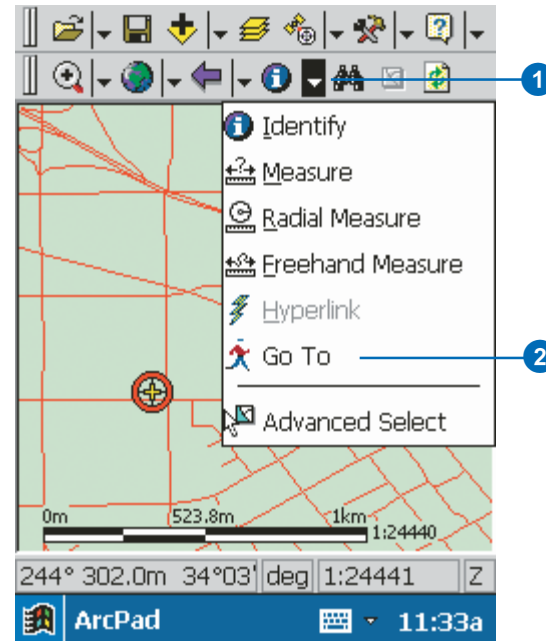 1
Identify
Measure
Radial Measure
Freehand Measure
Hyperlink
Go To
2
Advanced Select
0m 523.8m 1km
1:24440
244° 302.0m 34°03' deg 1:24441 Z
ArcPad 11:33a